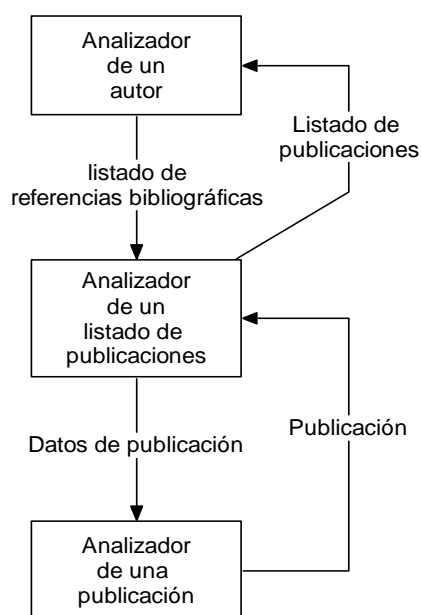 Analizador
de un
autor
Listado de
publicaciones
listado de
referencias bibliográficas
Analizador
de un
listado de
publicaciones
Datos de publicación
Publicación
Analizador
de una
publicación